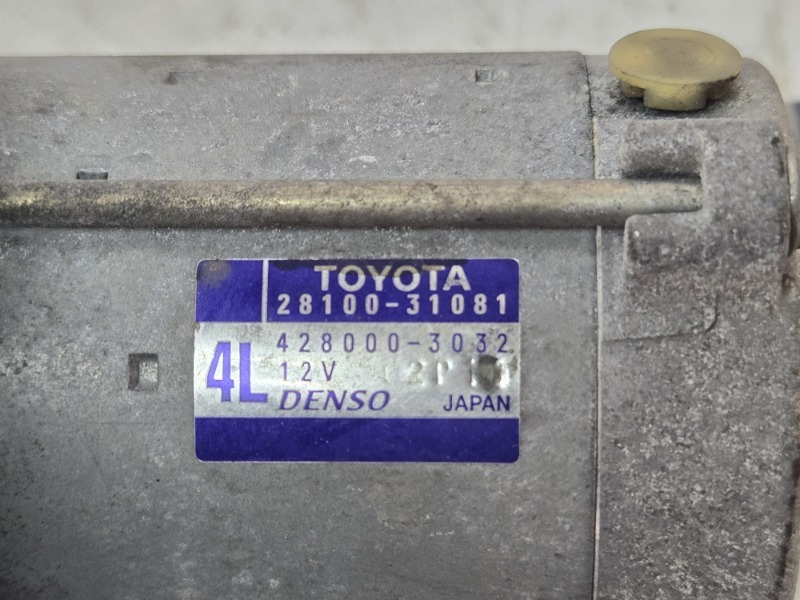 TOYOTA
28100-31081
428000-3032
4L 12V
DENSO JAPAN